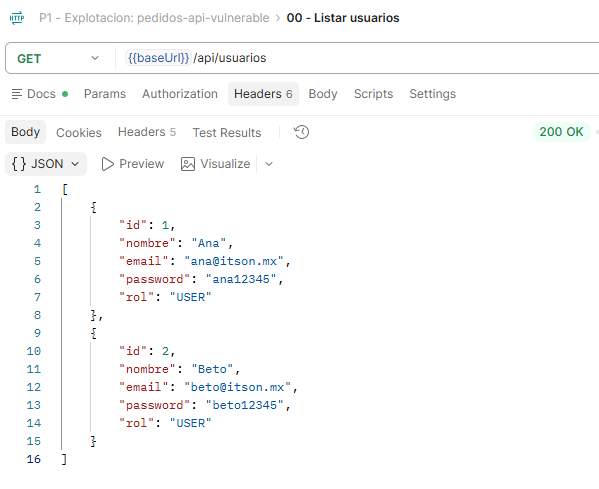 HTTP P1 - Explotacion: pedidos-api-vulnerable > 00 - Listar usuarios
GET {{baseUrl}} /api/usuarios
Docs Params Authorization Headers 6 Body Scripts Settings
Body Cookies Headers 5 Test Results 200 OK
{} JSON Preview Visualize
1 [
2 {
3 "id": 1,
4 "nombre": "Ana",
5 "email": "ana@itson.mx",
6 "password": "ana12345",
7 "rol": "USER"
8 },
9 {
10 "id": 2,
11 "nombre": "Beto",
12 "email": "beto@itson.mx",
13 "password": "beto12345",
14 "rol": "USER"
15 }
16 ]